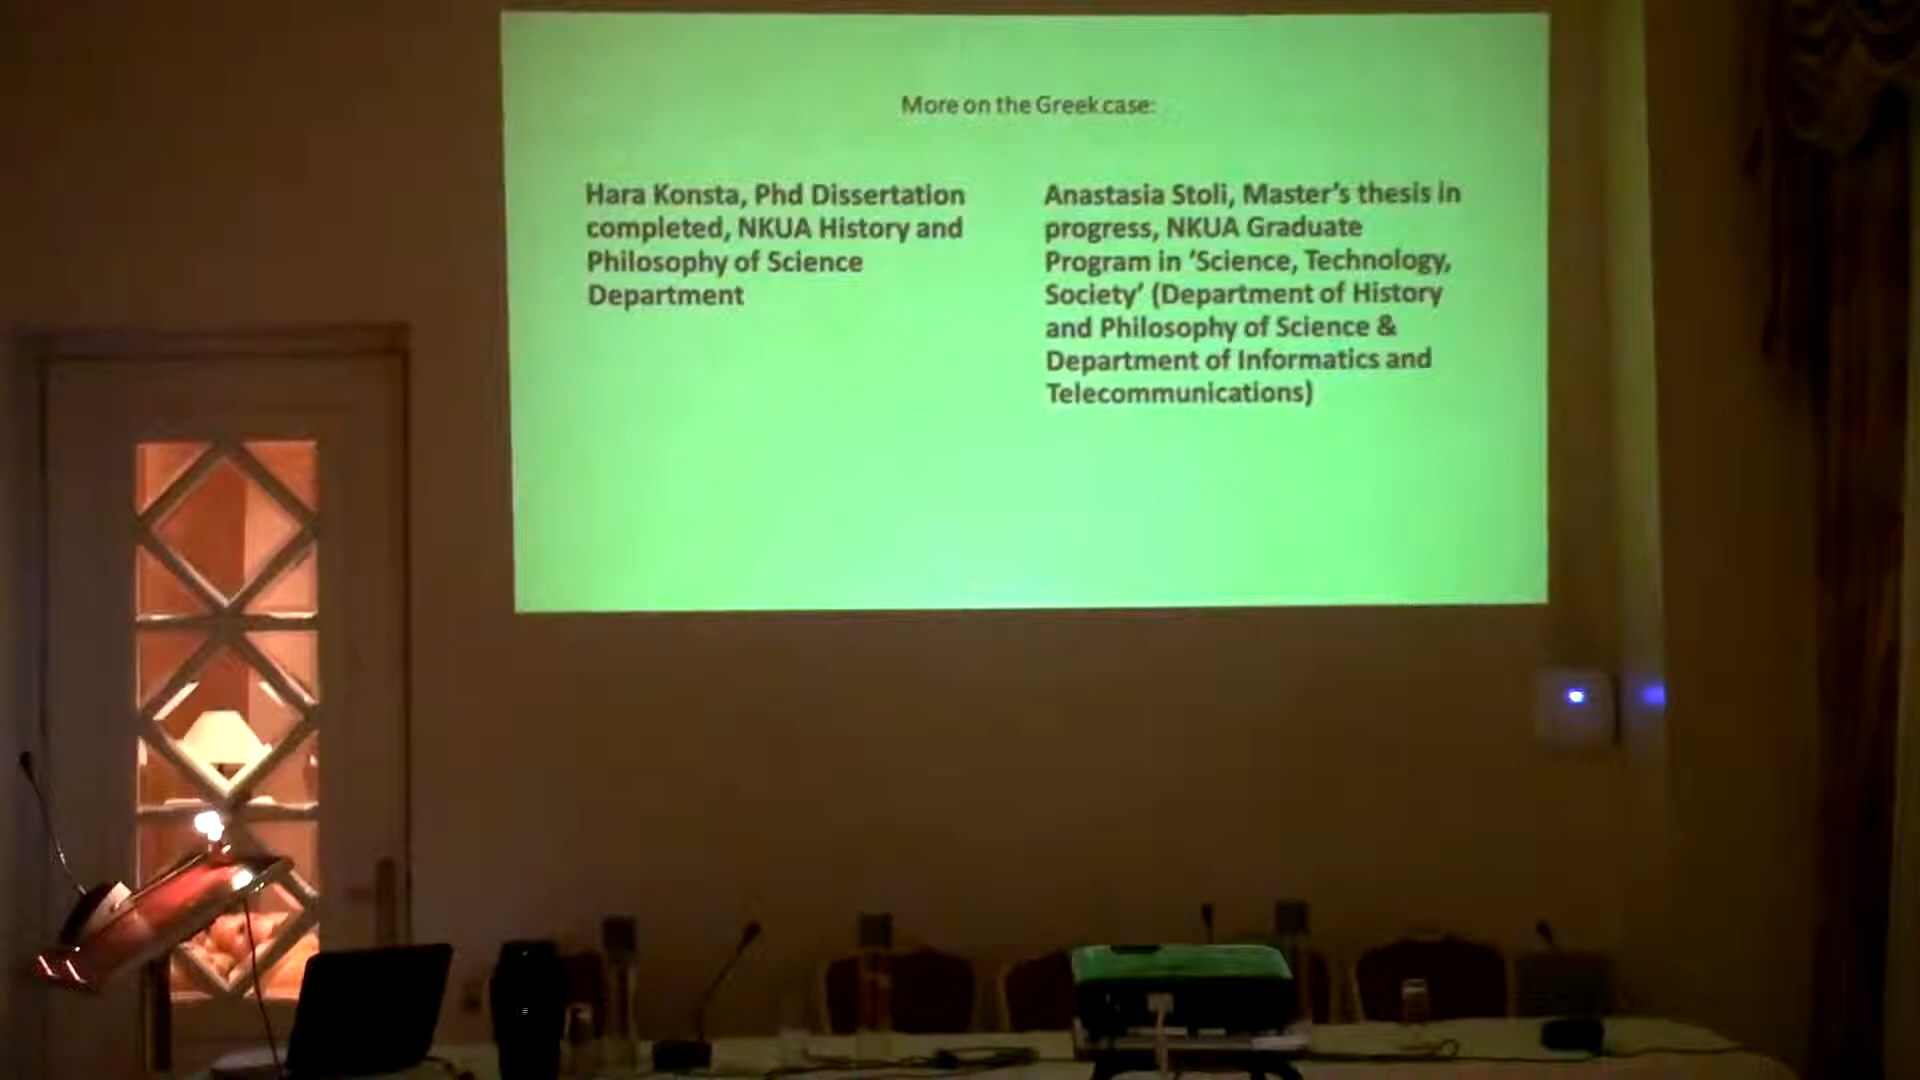 More on the Greek case:
Hara Konsta, Phd Dissertation
completed, NKUA History and
Philosophy of Science
Department
Anastasia Stoli, Master's thesis in
progress, NKUA Graduate
Program in 'Science, Technology,
Society' (Department of History
and Philosophy of Science &
Department of Informatics and
Telecommunications)